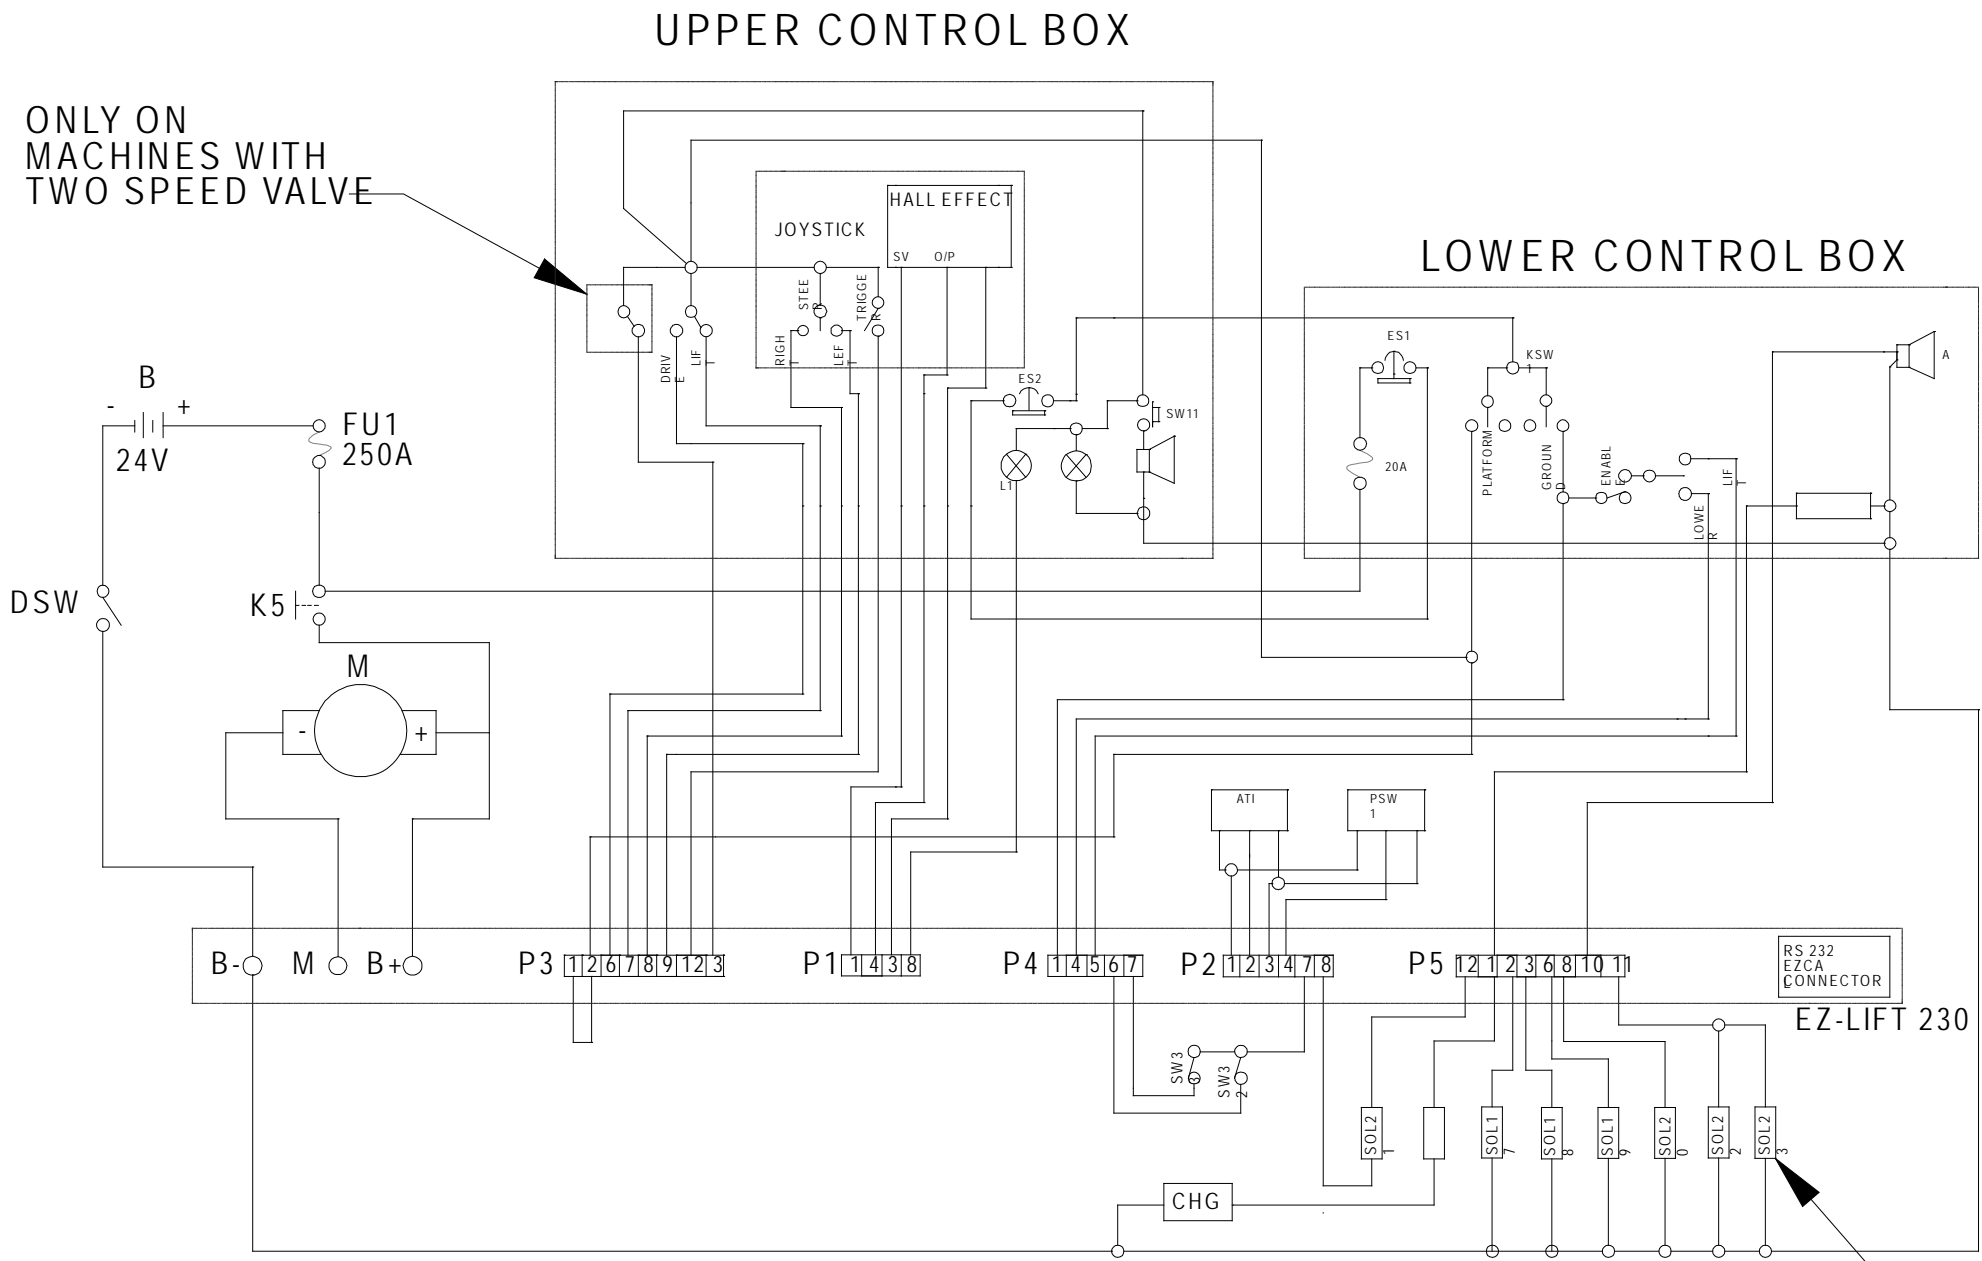 UPPER CONTROL BOX
ONLY ON
MACHINES WITH
TWO SPEED VALVE
HALL EFFECT
JOYSTICK
SV O/P
LOWER CONTROL BOX
STEE
R
TRIGGE
R
RIGH
T
LEF
T
DRIV
E
LIF
T
ES2
SW11
L1
ES1
KSW
1
A
20A
PLATFORM
GROUN
D
ENABL
E
LIF
T
LOWE
R
B
- +
24V
FU1
250A
DSW
K5
M
- +
ATI
PSW
1
B- M B+
P3 1 2 6 7 8 9 12 3
P1 1 4 3 8
P4 1 4 5 6 7
P2 1 2 3 4 7 8
P5 12 1 2 3 6 8 10 11
RS 232
EZCA
L
CONNECTOR
EZ-LIFT 230
SW3
3
SW3
2
SOL2
1
SOL1
7
SOL1
8
SOL1
9
SOL2
0
SOL2
2
SOL2
3
CHG